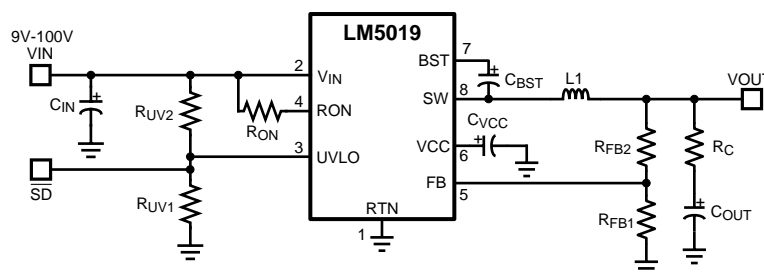 9V-100V
VIN
CIN
+
RUV2
RON
SD
RUV1
LM5019
2
VIN
4
RON
3
UVLO
BST
7
SW
8
VCC
6
FB
5
RTN
1
+
CBST
L1
CVCC
+
VOUT
RFB2
RC
RFB1
+
COUT